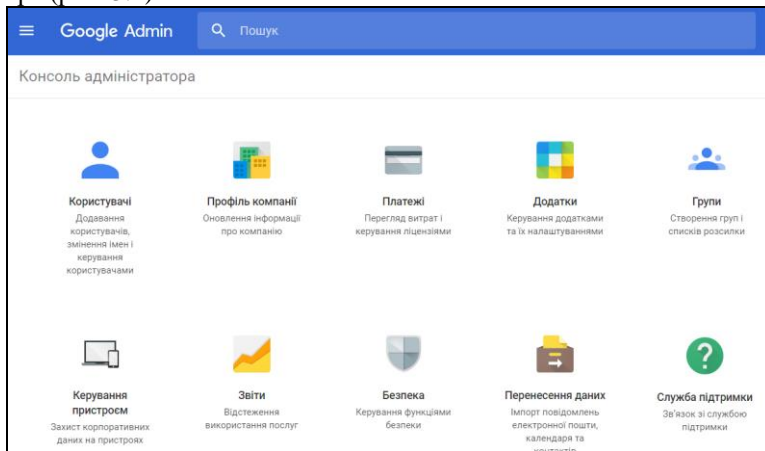 Google Admin
Пошук
Консоль адміністратора
Користувачі
Додавання
користувачів,
змінення імен і
керування
користувачами
Профіль компанії
Оновлення інформації
про компанію
Платежі
Перегляд витрат і
керування ліцензіями
Додатки
Керування додатками
та їх налаштуваннями
Групи
Створення груп і
списків розсилки
Керування
пристроєм
Захист корпоративних
даних на пристроях
Звіти
Відстеження
використання послуг
Безпека
Керування функціями
безпеки
Перенесення даних
Імпорт повідомлень
електронної пошти,
календаря та
контактів
Служба підтримки
Зв'язок зі службою
підтримки